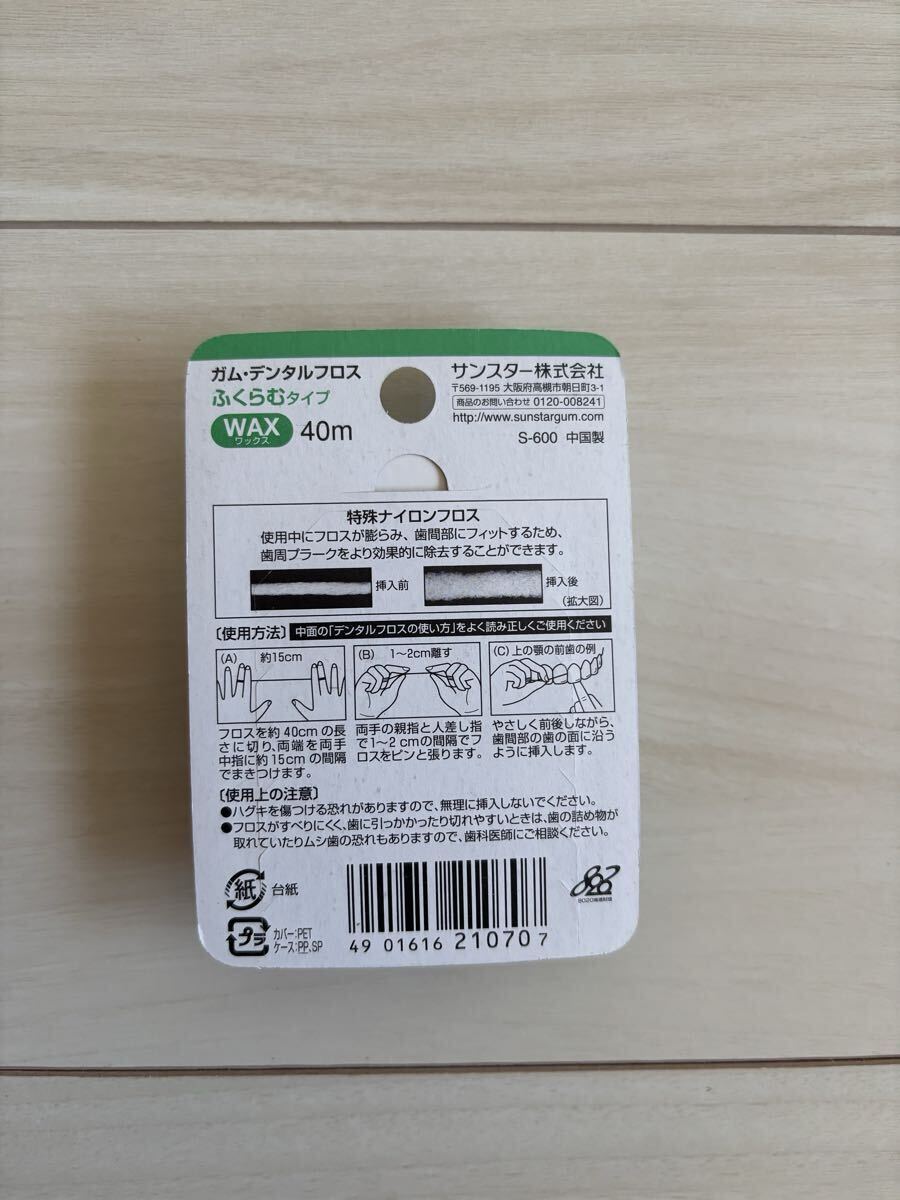 ガム・デンタルフロス
ふくらむタイプ
WAX
ワックス
40m
サンスター株式会社
〒569-1195 大阪府高槻市朝日町3-1
商品のお問い合わせ 0120-008241
http://www.sunstargum.com
S-600 中国製
特殊ナイロンフロス
使用中にフロスが膨らみ、歯間部にフィットするため、
歯周プラークをより効果的に除去することができます。
挿入前
挿入後
(拡大図)
〔使用方法〕 中面の「デンタルフロスの使い方」をよく読み正しくご使用ください
(A) 約15cm
フロスを約40cmの長
さに切り、両端を両手
中指に約15cmの間隔
でまきつけます。
(B) 1〜2cm離す
両手の親指と人差し指
で1〜2cmの間隔でフ
ロスをピンと張ります。
(C) 上の顎の前歯の例
やさしく前後しながら、
歯間部の歯の面に沿う
ように挿入します。
〔使用上の注意〕
●ハグキを傷つける恐れがありますので、無理に挿入しないでください。
●フロスがすべりにくく、歯に引っかかったり切れやすいときは、歯の詰め物が
取れていたりムシ歯の恐れもありますので、歯科医師にご相談ください。
紙 台紙
プラ
カバー:PET
ケース:PP、SP
4901616210707
8020推進財団